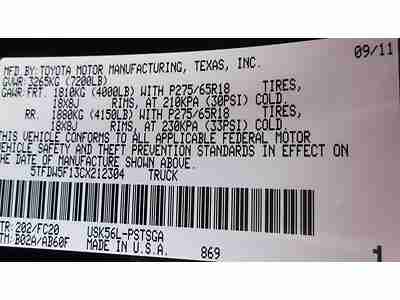 09/11
MFD BY:TOYOTA MOTOR MANUFACTURING, TEXAS, INC.
GVWR: 3265KG (7200LB)
GAWR: FRT. 1810KG (4000LB) WITH P275/65R18 TIRES,
18X8J RIMS, AT 210KPA (30PSI) COLD.
RR. 1880KG (4150LB) WITH P275/65R18 TIRES,
18X8J RIMS, AT 230KPA (33PSI) COLD.
THIS VEHICLE CONFORMS TO ALL APPLICABLE FEDERAL MOTOR
VEHICLE SAFETY AND THEFT PREVENTION STANDARDS IN EFFECT ON
THE DATE OF MANUFACTURE SHOWN ABOVE.
5TFDW5F13CX212304 TRUCK
TR: 202/FC20 USK56L-PSTSGA
TM: B02A/AB60F MADE IN U.S.A. 869
1